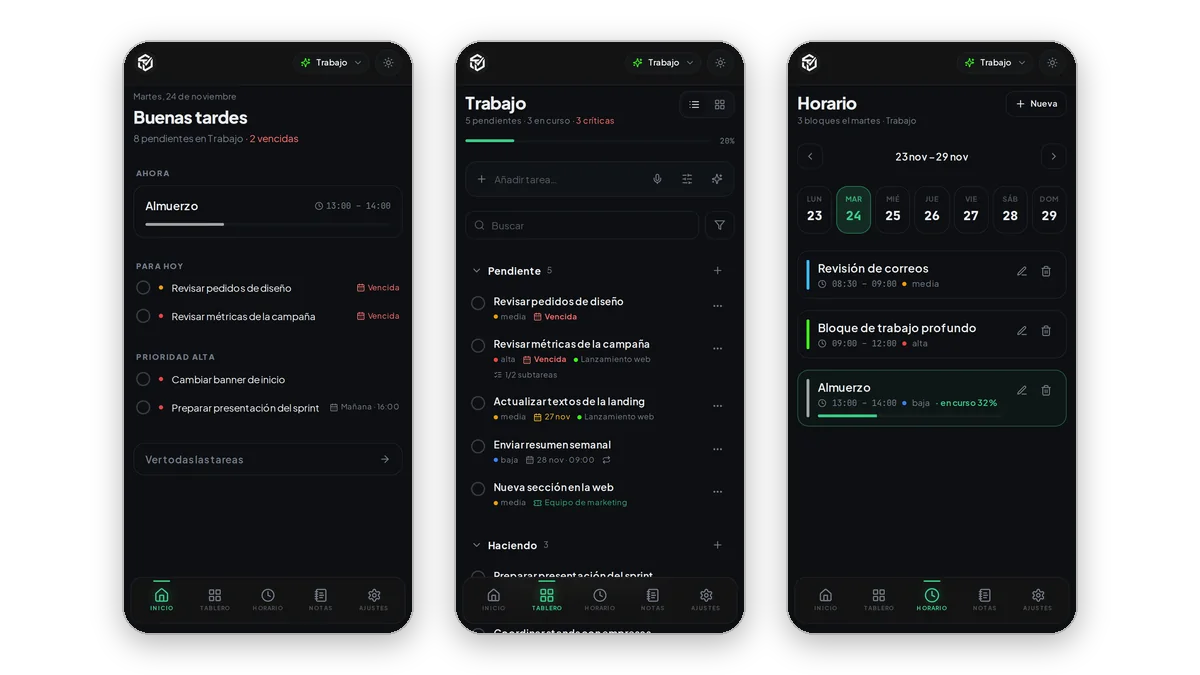 Trabajo
Martes, 24 de noviembre
Buenas tardes
8 pendientes en Trabajo · 2 vencidas
AHORA
Almuerzo
13:00 – 14:00
PARA HOY
Revisar pedidos de diseño
Vencida
Revisar métricas de la campaña
Vencida
PRIORIDAD ALTA
Cambiar banner de inicio
Preparar presentación del sprint
Mañana · 16:00
Ver todas las tareas
INICIO
TABLERO
HORARIO
NOTAS
AJUSTES
Trabajo
Trabajo
5 pendientes · 3 en curso · 3 críticas
20%
Añadir tarea...
Buscar
Pendiente 5
Revisar pedidos de diseño
media Vencida
Revisar métricas de la campaña
alta Vencida Lanzamiento web
1/2 subtareas
Actualizar textos de la landing
media 27 nov Lanzamiento web
Enviar resumen semanal
baja 28 nov · 09:00
Nueva sección en la web
media Equipo de marketing
Haciendo 3
Preparar presentación del sprint
INICIO
TABLERO
HORARIO
NOTAS
AJUSTES
Trabajo
Horario
Nueva
3 bloques el martes · Trabajo
23 nov – 29 nov
LUN
23
MAR
24
MIÉ
25
JUE
26
VIE
27
SÁB
28
DOM
29
Revisión de correos
08:30 – 09:00 media
Bloque de trabajo profundo
09:00 – 12:00 alta
Almuerzo
13:00 – 14:00 baja · en curso 32%
INICIO
TABLERO
HORARIO
NOTAS
AJUSTES